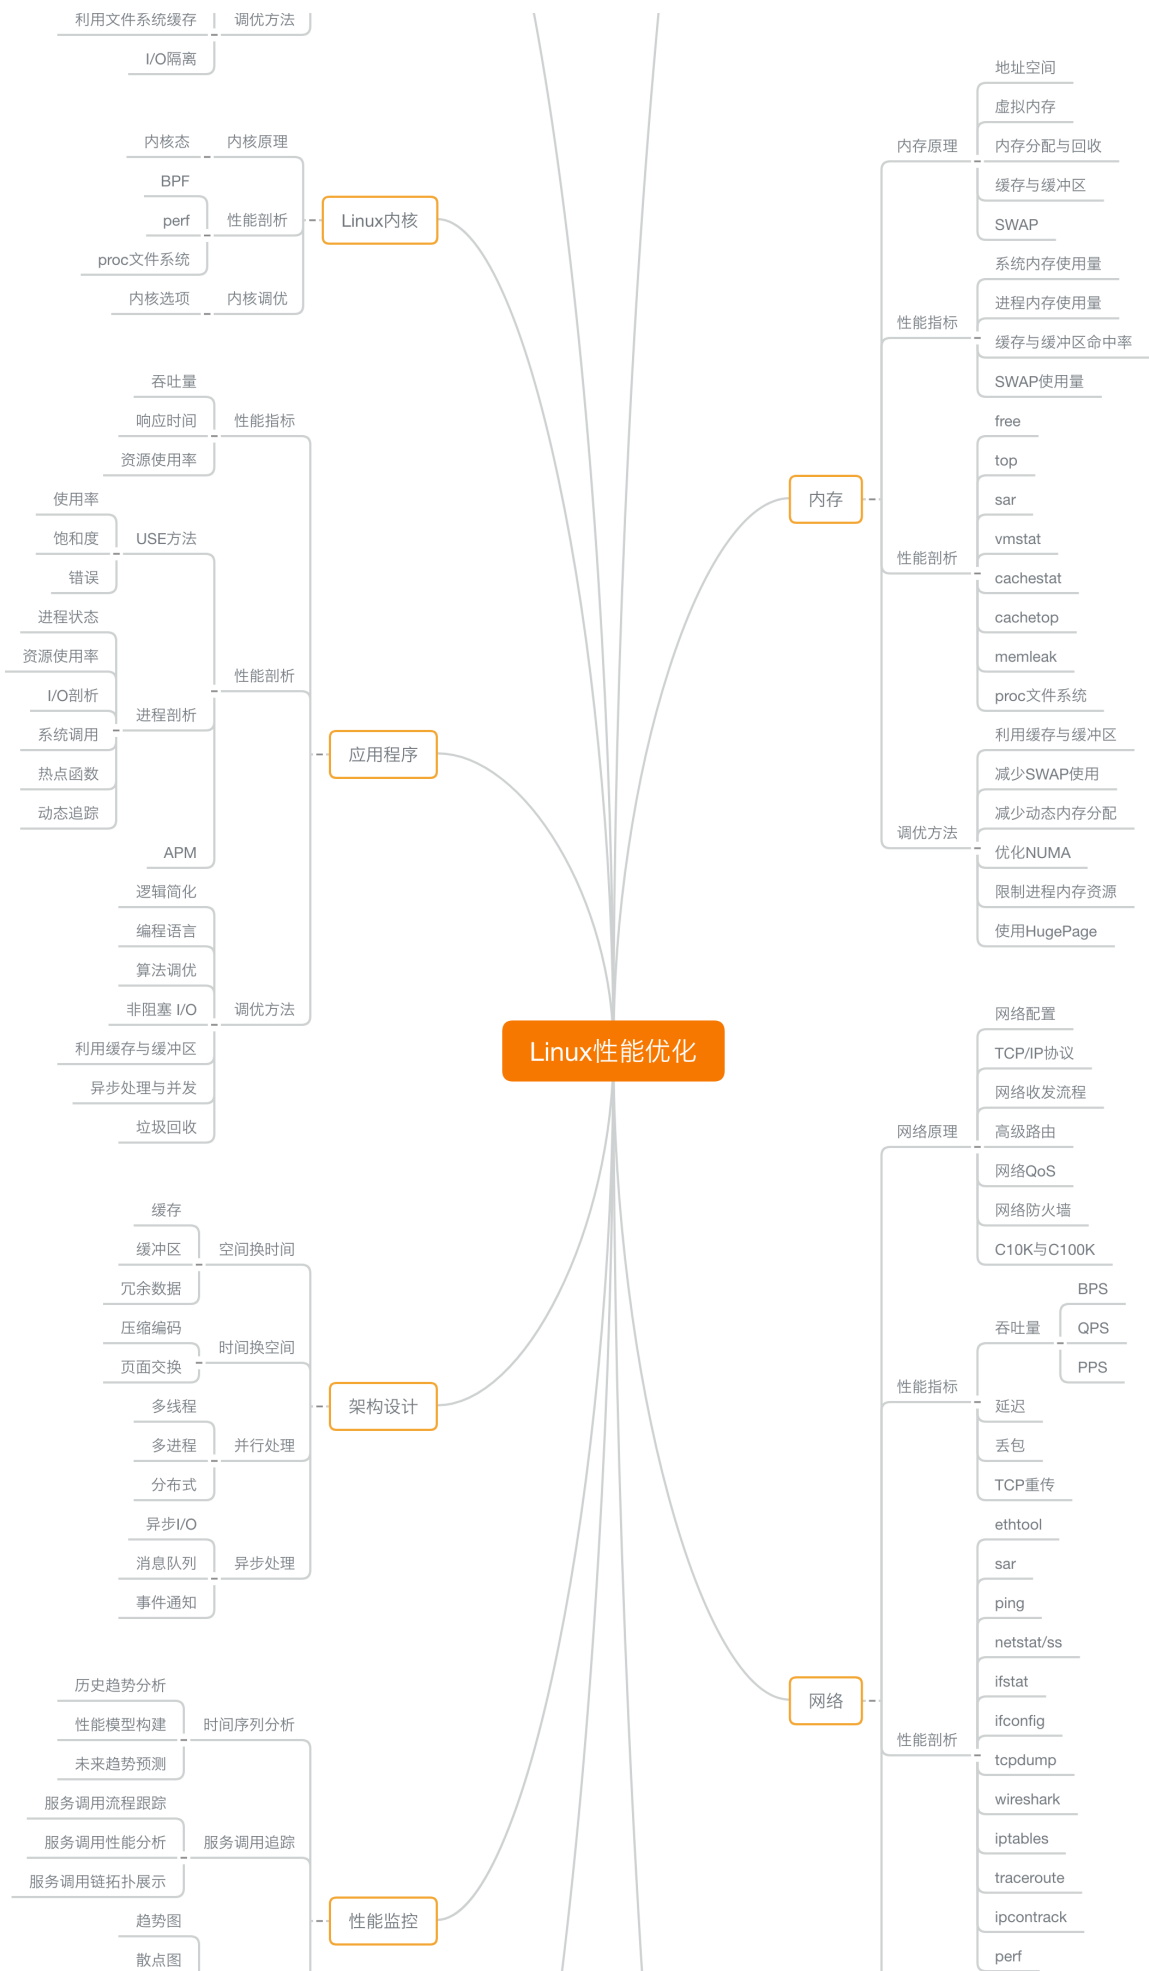 利用文件系统缓存
调优方法
I/O隔离
内核态
内核原理
BPF
perf
性能剖析
proc文件系统
内核选项
内核调优
Linux内核
吞吐量
响应时间
性能指标
资源使用率
使用率
饱和度
USE方法
错误
进程状态
资源使用率
I/O剖析
系统调用
热点函数
动态追踪
进程剖析
性能剖析
APM
应用程序
逻辑简化
编程语言
算法调优
非阻塞 I/O
调优方法
利用缓存与缓冲区
异步处理与并发
垃圾回收
Linux性能优化
缓存
缓冲区
空间换时间
冗余数据
压缩编码
时间换空间
页面交换
架构设计
多线程
多进程
并行处理
分布式
异步I/O
消息队列
异步处理
事件通知
历史趋势分析
性能模型构建
时间序列分析
未来趋势预测
服务调用流程跟踪
服务调用性能分析
服务调用追踪
服务调用链拓扑展示
性能监控
趋势图
散点图
地址空间
虚拟内存
内存原理
内存分配与回收
缓存与缓冲区
SWAP
系统内存使用量
进程内存使用量
性能指标
缓存与缓冲区命中率
SWAP使用量
内存
free
top
sar
vmstat
性能剖析
cachestat
cachetop
memleak
proc文件系统
利用缓存与缓冲区
减少SWAP使用
减少动态内存分配
调优方法
优化NUMA
限制进程内存资源
使用HugePage
网络配置
TCP/IP协议
网络收发流程
网络原理
高级路由
网络QoS
网络防火墙
C10K与C100K
BPS
吞吐量
QPS
PPS
性能指标
延迟
丢包
TCP重传
网络
ethtool
sar
ping
netstat/ss
ifstat
ifconfig
性能剖析
tcpdump
wireshark
iptables
traceroute
ipcontrack
perf